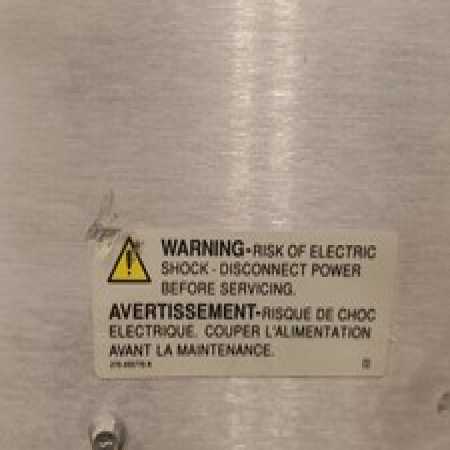 WARNING-RISK OF ELECTRIC
SHOCK - DISCONNECT POWER
BEFORE SERVICING.
AVERTISSEMENT-RISQUE DE CHOC
ELECTRIQUE. COUPER L'ALIMENTATION
AVANT LA MAINTENANCE.